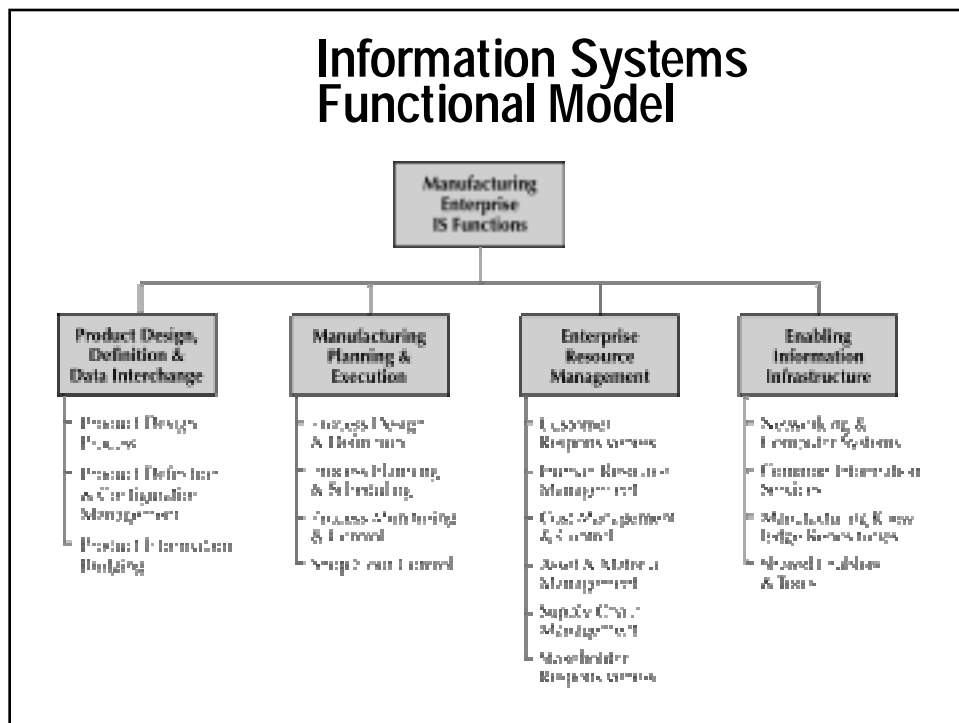 Information Systems
Functional Model
Manufacturing
Enterprise
IS Functions
Product Design,
Definition &
Data Interchange
Product Design
Process
Product Definition
& Configuration
Management
Product Information
Manufacturing
Planning &
Execution
Process Design
& Definition
Process Planning
& Scheduling
Process Monitoring
& Control
Shop Floor Control
Enterprise
Resource
Management
Customer
Responsiveness
Human Resource
Management
Cost Management
& Control
Asset & Material
Management
Supply Chain
Management
Stakeholder
Responsiveness
Enabling
Information
Infrastructure
Networking &
Computer Systems
Common Information
Services
Manufacturing Know
ledge Repositories
Shared
& Tools